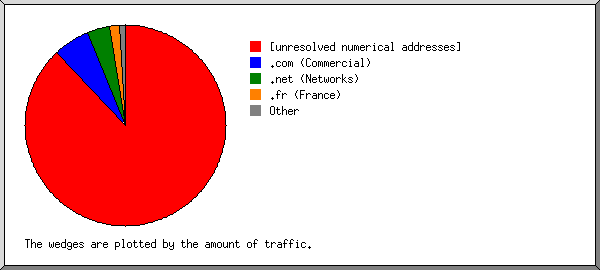 [unresolved numerical addresses]
.com (Commercial)
.net (Networks)
.fr (France)
Other
The wedges are plotted by the amount of traffic.